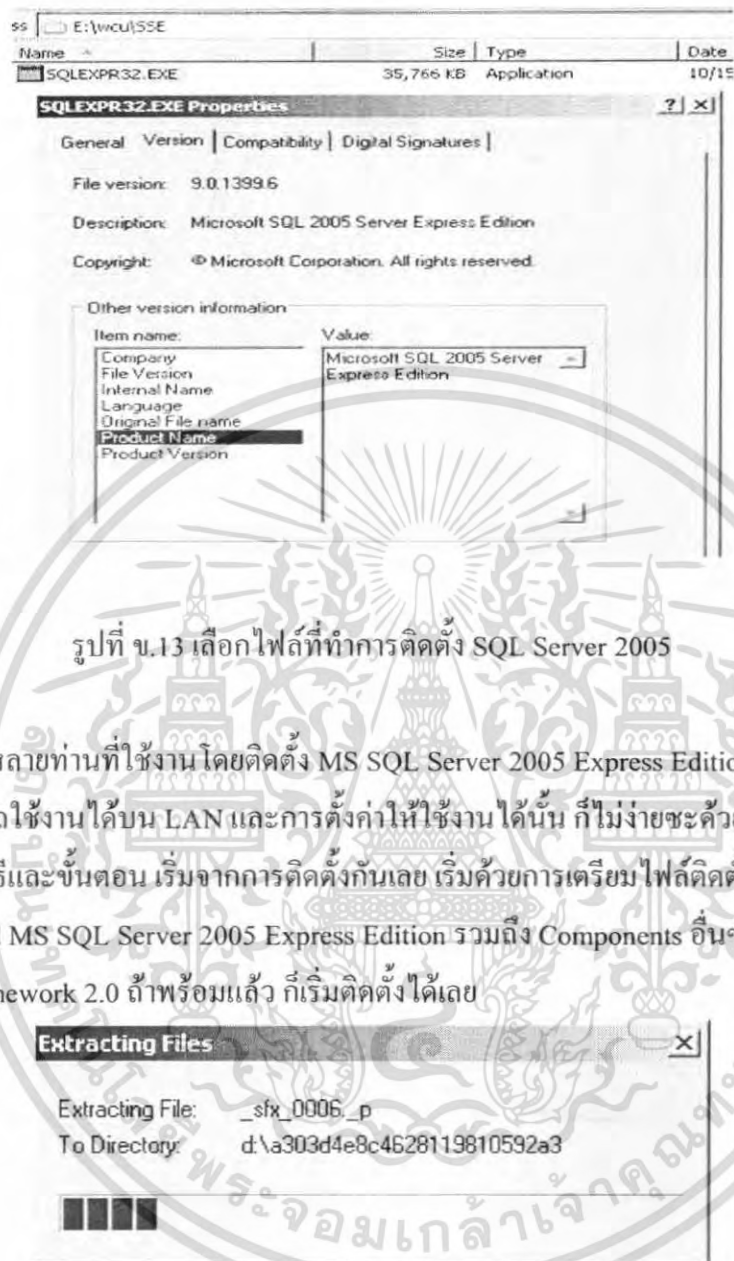 ss E:\wcu\SSE
Name Size Type Date
SQLEXPR32.EXE 35,766 KB Application 10/15
SQLEXPR32.EXE Properties ? X
General Version Compatibility Digital Signatures
File version: 9.0.1399.6
Description: Microsoft SQL 2005 Server Express Edition
Copyright: © Microsoft Corporation. All rights reserved.
Other version information
Item name: Value:
Company Microsoft SQL 2005 Server
File Version Express Edition
Internal Name
Language
Original File name
Product Name
Product Version
รูปที่ ข.13 เลือกไฟล์ที่ทำการติดตั้ง SQL Server 2005
หลายท่านที่ใช้งานโดยติดตั้ง MS SQL Server 2005 Express Editio
ใช้งานได้บน LAN และการตั้งค่าให้ใช้งานได้นั้น ก็ไม่ง่ายซะด้วย
ธีและขั้นตอน เริ่มจากการติดตั้งกันเลย เริ่มด้วยการเตรียมไฟล์ติดตั้
MS SQL Server 2005 Express Edition รวมถึง Components อื่นๆ
nework 2.0 ถ้าพร้อมแล้ว ก็เริ่มติดตั้งได้เลย
Extracting Files X
Extracting File: _sfx_0006._p
To Directory: d:\a303d4e8c4628119810592a3
พระจอมเกล้าเจ้าคุณท